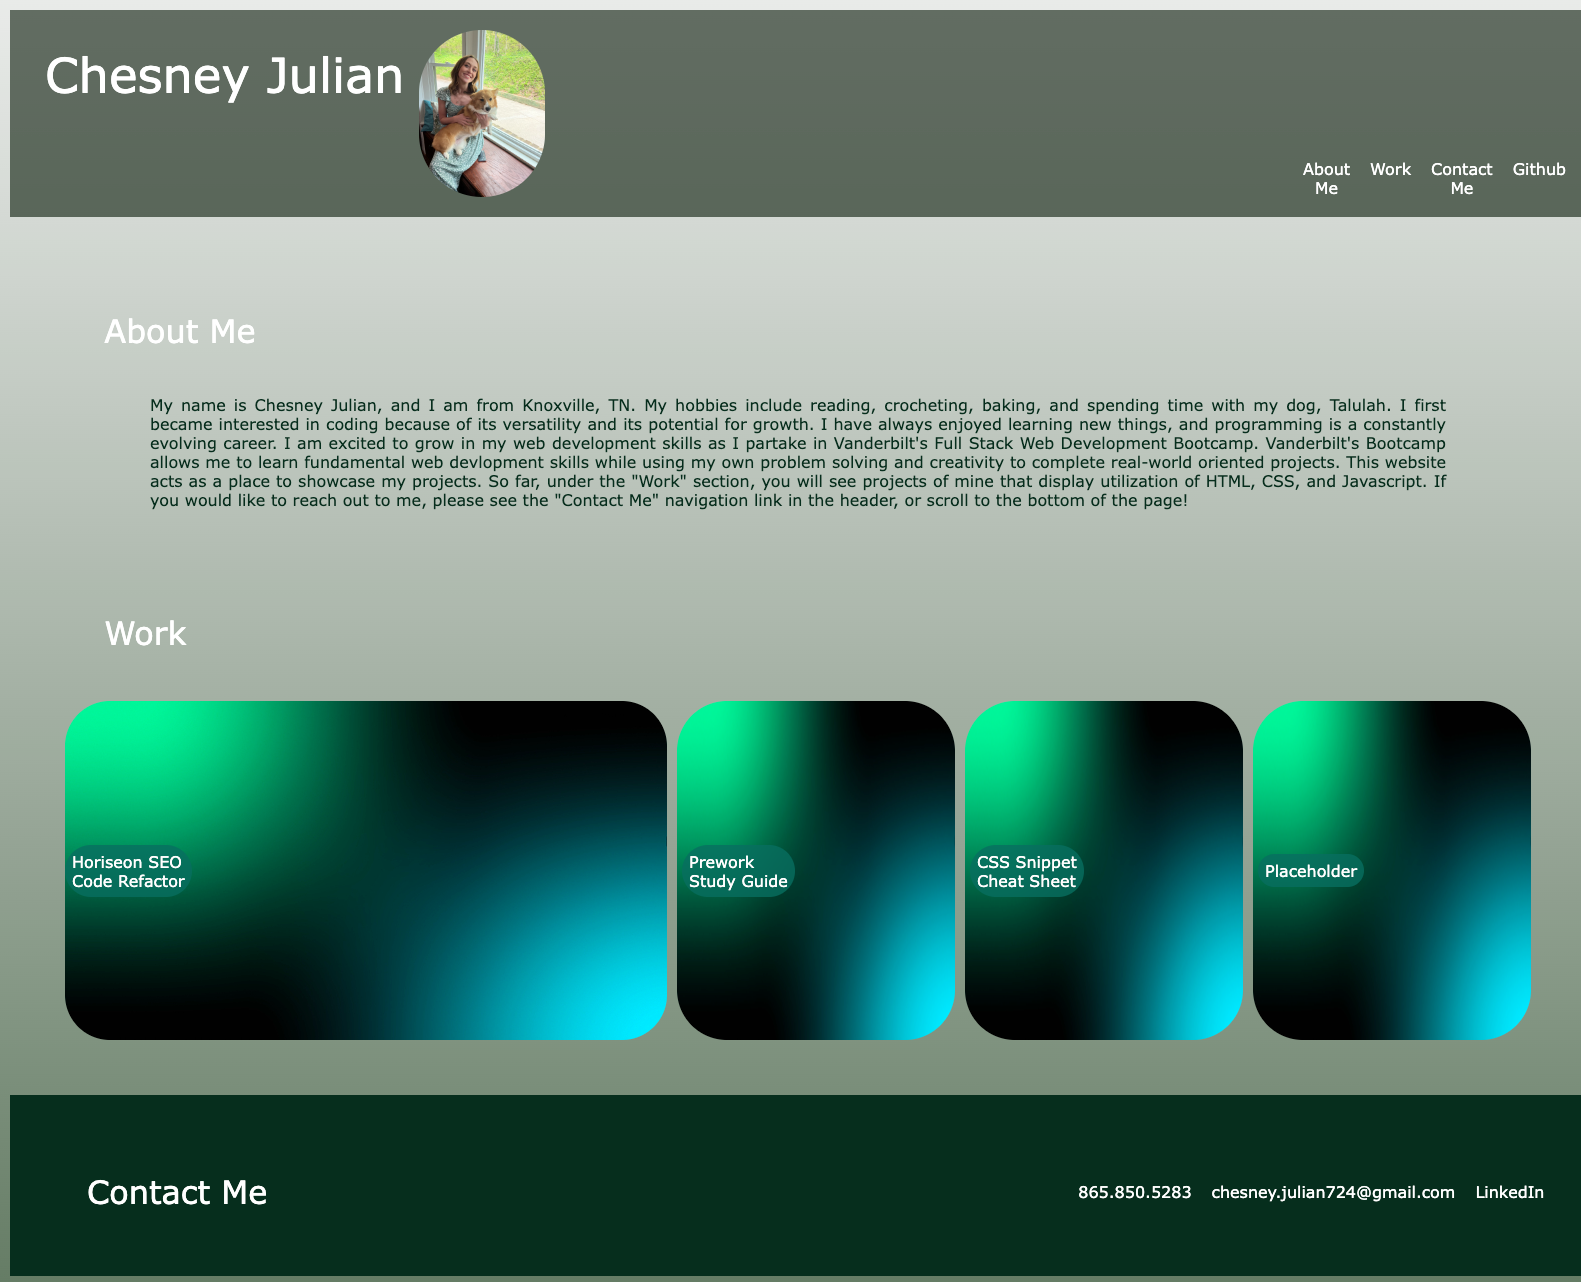 Chesney Julian
About
Me
Work
Contact
Me
Github
About Me
My name is Chesney Julian, and I am from Knoxville, TN. My hobbies include reading, crocheting, baking, and spending time with my dog, Talulah. I first
became interested in coding because of its versatility and its potential for growth. I have always enjoyed learning new things, and programming is a constantly
evolving career. I am excited to grow in my web development skills as I partake in Vanderbilt's Full Stack Web Development Bootcamp. Vanderbilt's Bootcamp
allows me to learn fundamental web devlopment skills while using my own problem solving and creativity to complete real-world oriented projects. This website
acts as a place to showcase my projects. So far, under the "Work" section, you will see projects of mine that display utilization of HTML, CSS, and Javascript. If
you would like to reach out to me, please see the "Contact Me" navigation link in the header, or scroll to the bottom of the page!
Work
Horiseon SEO
Code Refactor
Prework
Study Guide
CSS Snippet
Cheat Sheet
Placeholder
Contact Me
865.850.5283
chesney.julian724@gmail.com
LinkedIn